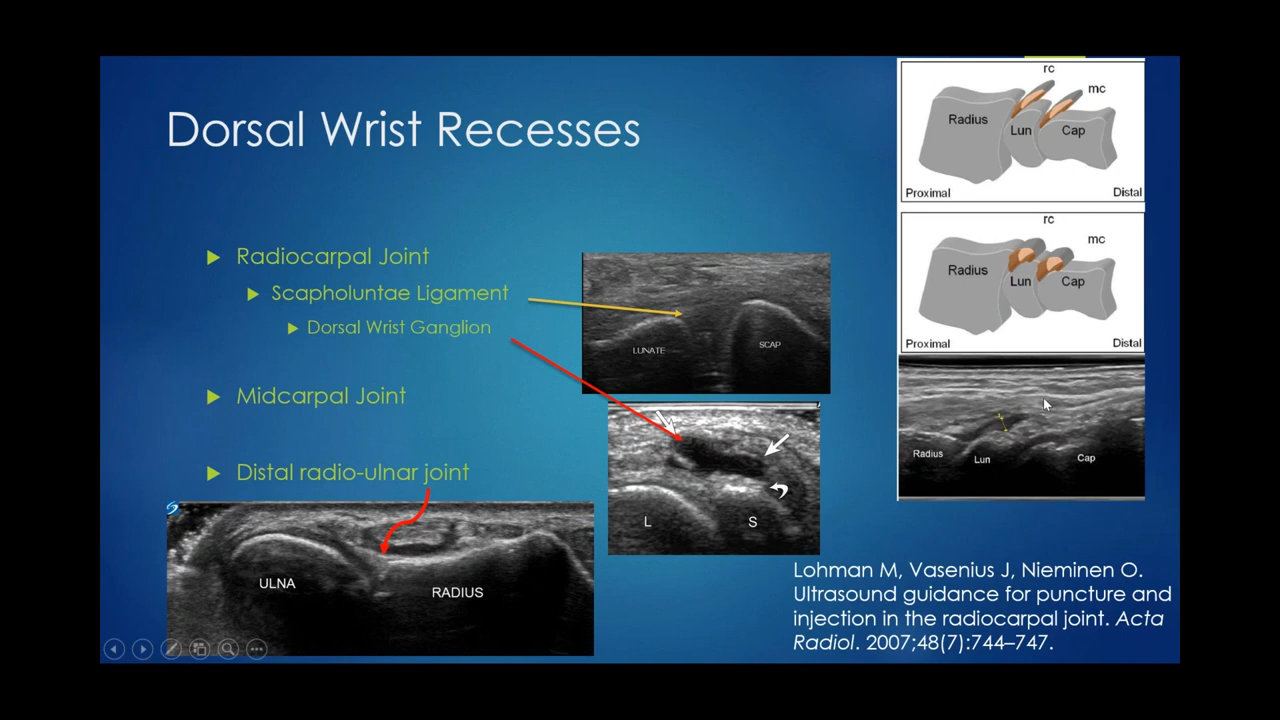 Dorsal Wrist Recesses
Radiocarpal Joint
Scapholuntae Ligament
Dorsal Wrist Ganglion
Midcarpal Joint
Distal radio-ulnar joint
ULNA
RADIUS
LUNATE
SCAP
L
S
rc
mc
Radius
Lun
Cap
Proximal
Distal
rc
mc
Radius
Lun
Cap
Proximal
Distal
Radius
Lun
Cap
Lohman M, Vasenius J, Nieminen O.
Ultrasound guidance for puncture and
injection in the radiocarpal joint. Acta
Radiol. 2007;48(7):744–747.